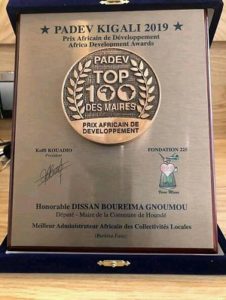 ★ PADEV KIGALI 2019 ★
Prix Africain de Développement
Africa Development Awards
PADEV
TOP
100
DES MAIRES
PRIX AFRICAIN DE
DEVELOPPEMENT
Koffi KOUADIO
Président
FONDATION 225
Honorable DISSAN BOUREIMA GNOUMOU
Député - Maire de la Commune de Houndé
Meilleur Administrateur Africain des Collectivités Locales
(Burkina Faso)